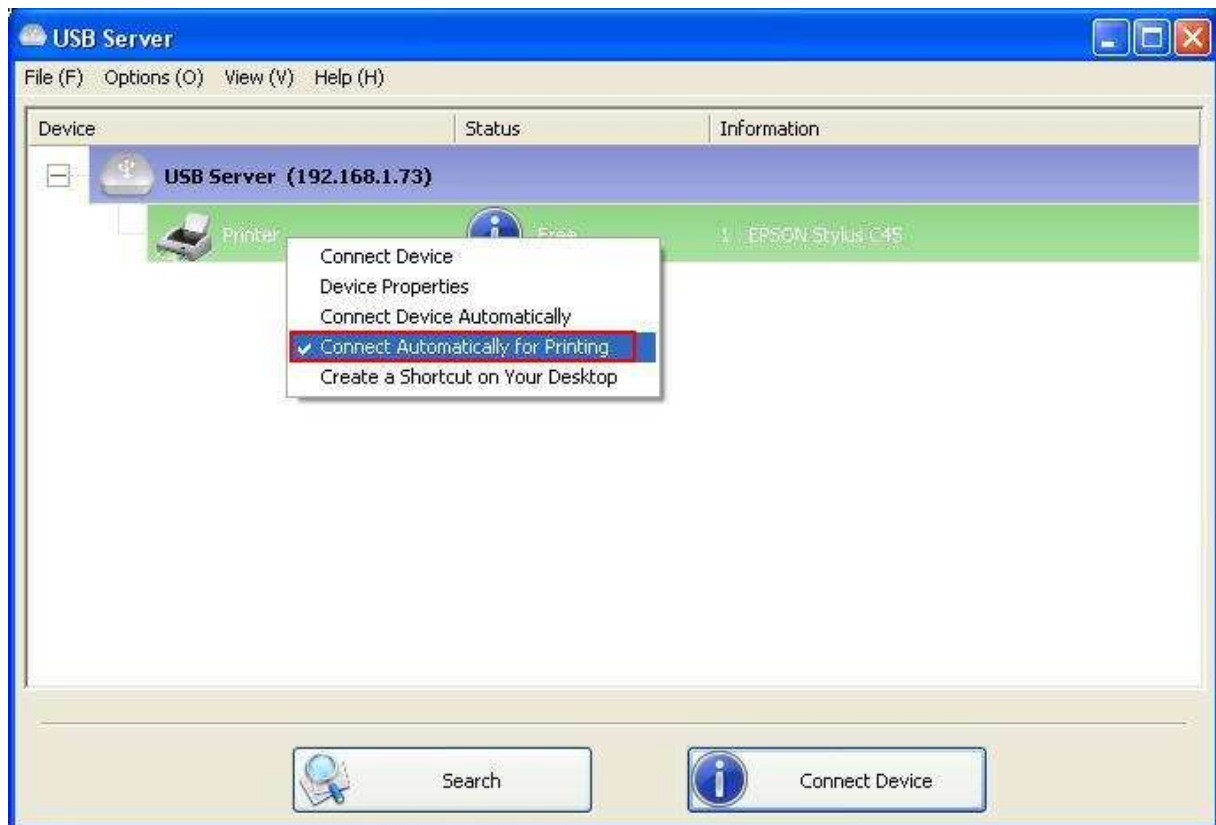 USB Server
File (F) Options (O) View (V) Help (H)
Device Status Information
USB Server (192.168.1.73)
Printer Free 1 : EPSON Stylus C45
Connect Device
Device Properties
Connect Device Automatically
Connect Automatically for Printing
Create a Shortcut on Your Desktop
Search Connect Device